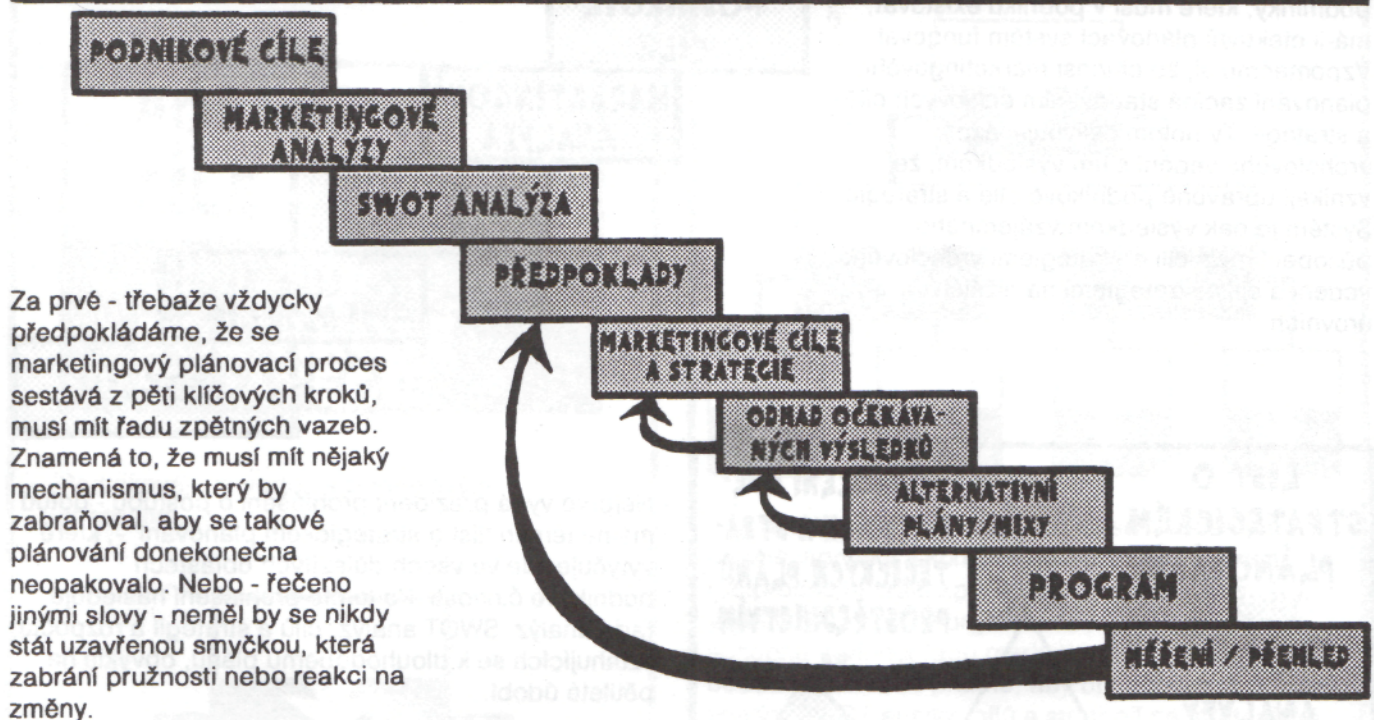 PODNIKOVÉ CÍLE
MARKETINGOVÉ
ANALÝZY
SWOT ANALÝZA
PŘEDPOKLADY
MARKETINGOVÉ CÍLE
A STRATEGIE
ODHAD OČEKÁVA-
NÝCH VÝSLEDKŮ
ALTERNATIVNÍ
PLÁNY/MIXY
PROGRAM
MĚŘENÍ / PŘEHLED
Za prvé - třebaže vždycky
předpokládáme, že se
marketingový plánovací proces
sestává z pěti klíčových kroků,
musí mít řadu zpětných vazeb.
Znamená to, že musí mít nějaký
mechanismus, který by
zabraňoval, aby se takové
plánování donekonečna
neopakovalo. Nebo - řečeno
jinými slovy - neměl by se nikdy
stát uzavřenou smyčkou, která
zabrání pružnosti nebo reakci na
změny.